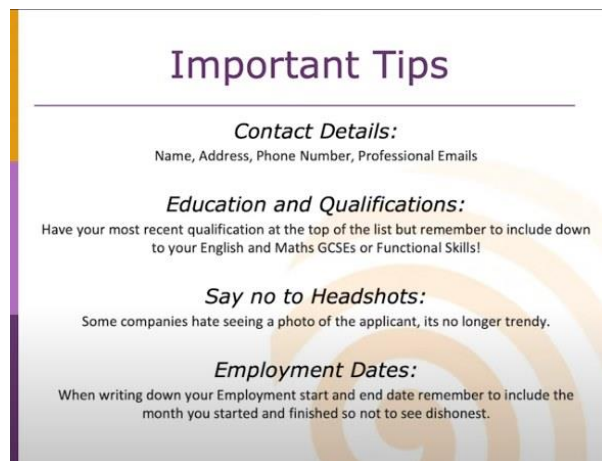 Important Tips
Contact Details:
Name, Address, Phone Number, Professional Emails
Education and Qualifications:
Have your most recent qualification at the top of the list but remember to include down
to your English and Maths GCSEs or Functional Skills!
Say no to Headshots:
Some companies hate seeing a photo of the applicant, its no longer trendy.
Employment Dates:
When writing down your Employment start and end date remember to include the
month you started and finished so not to see dishonest.